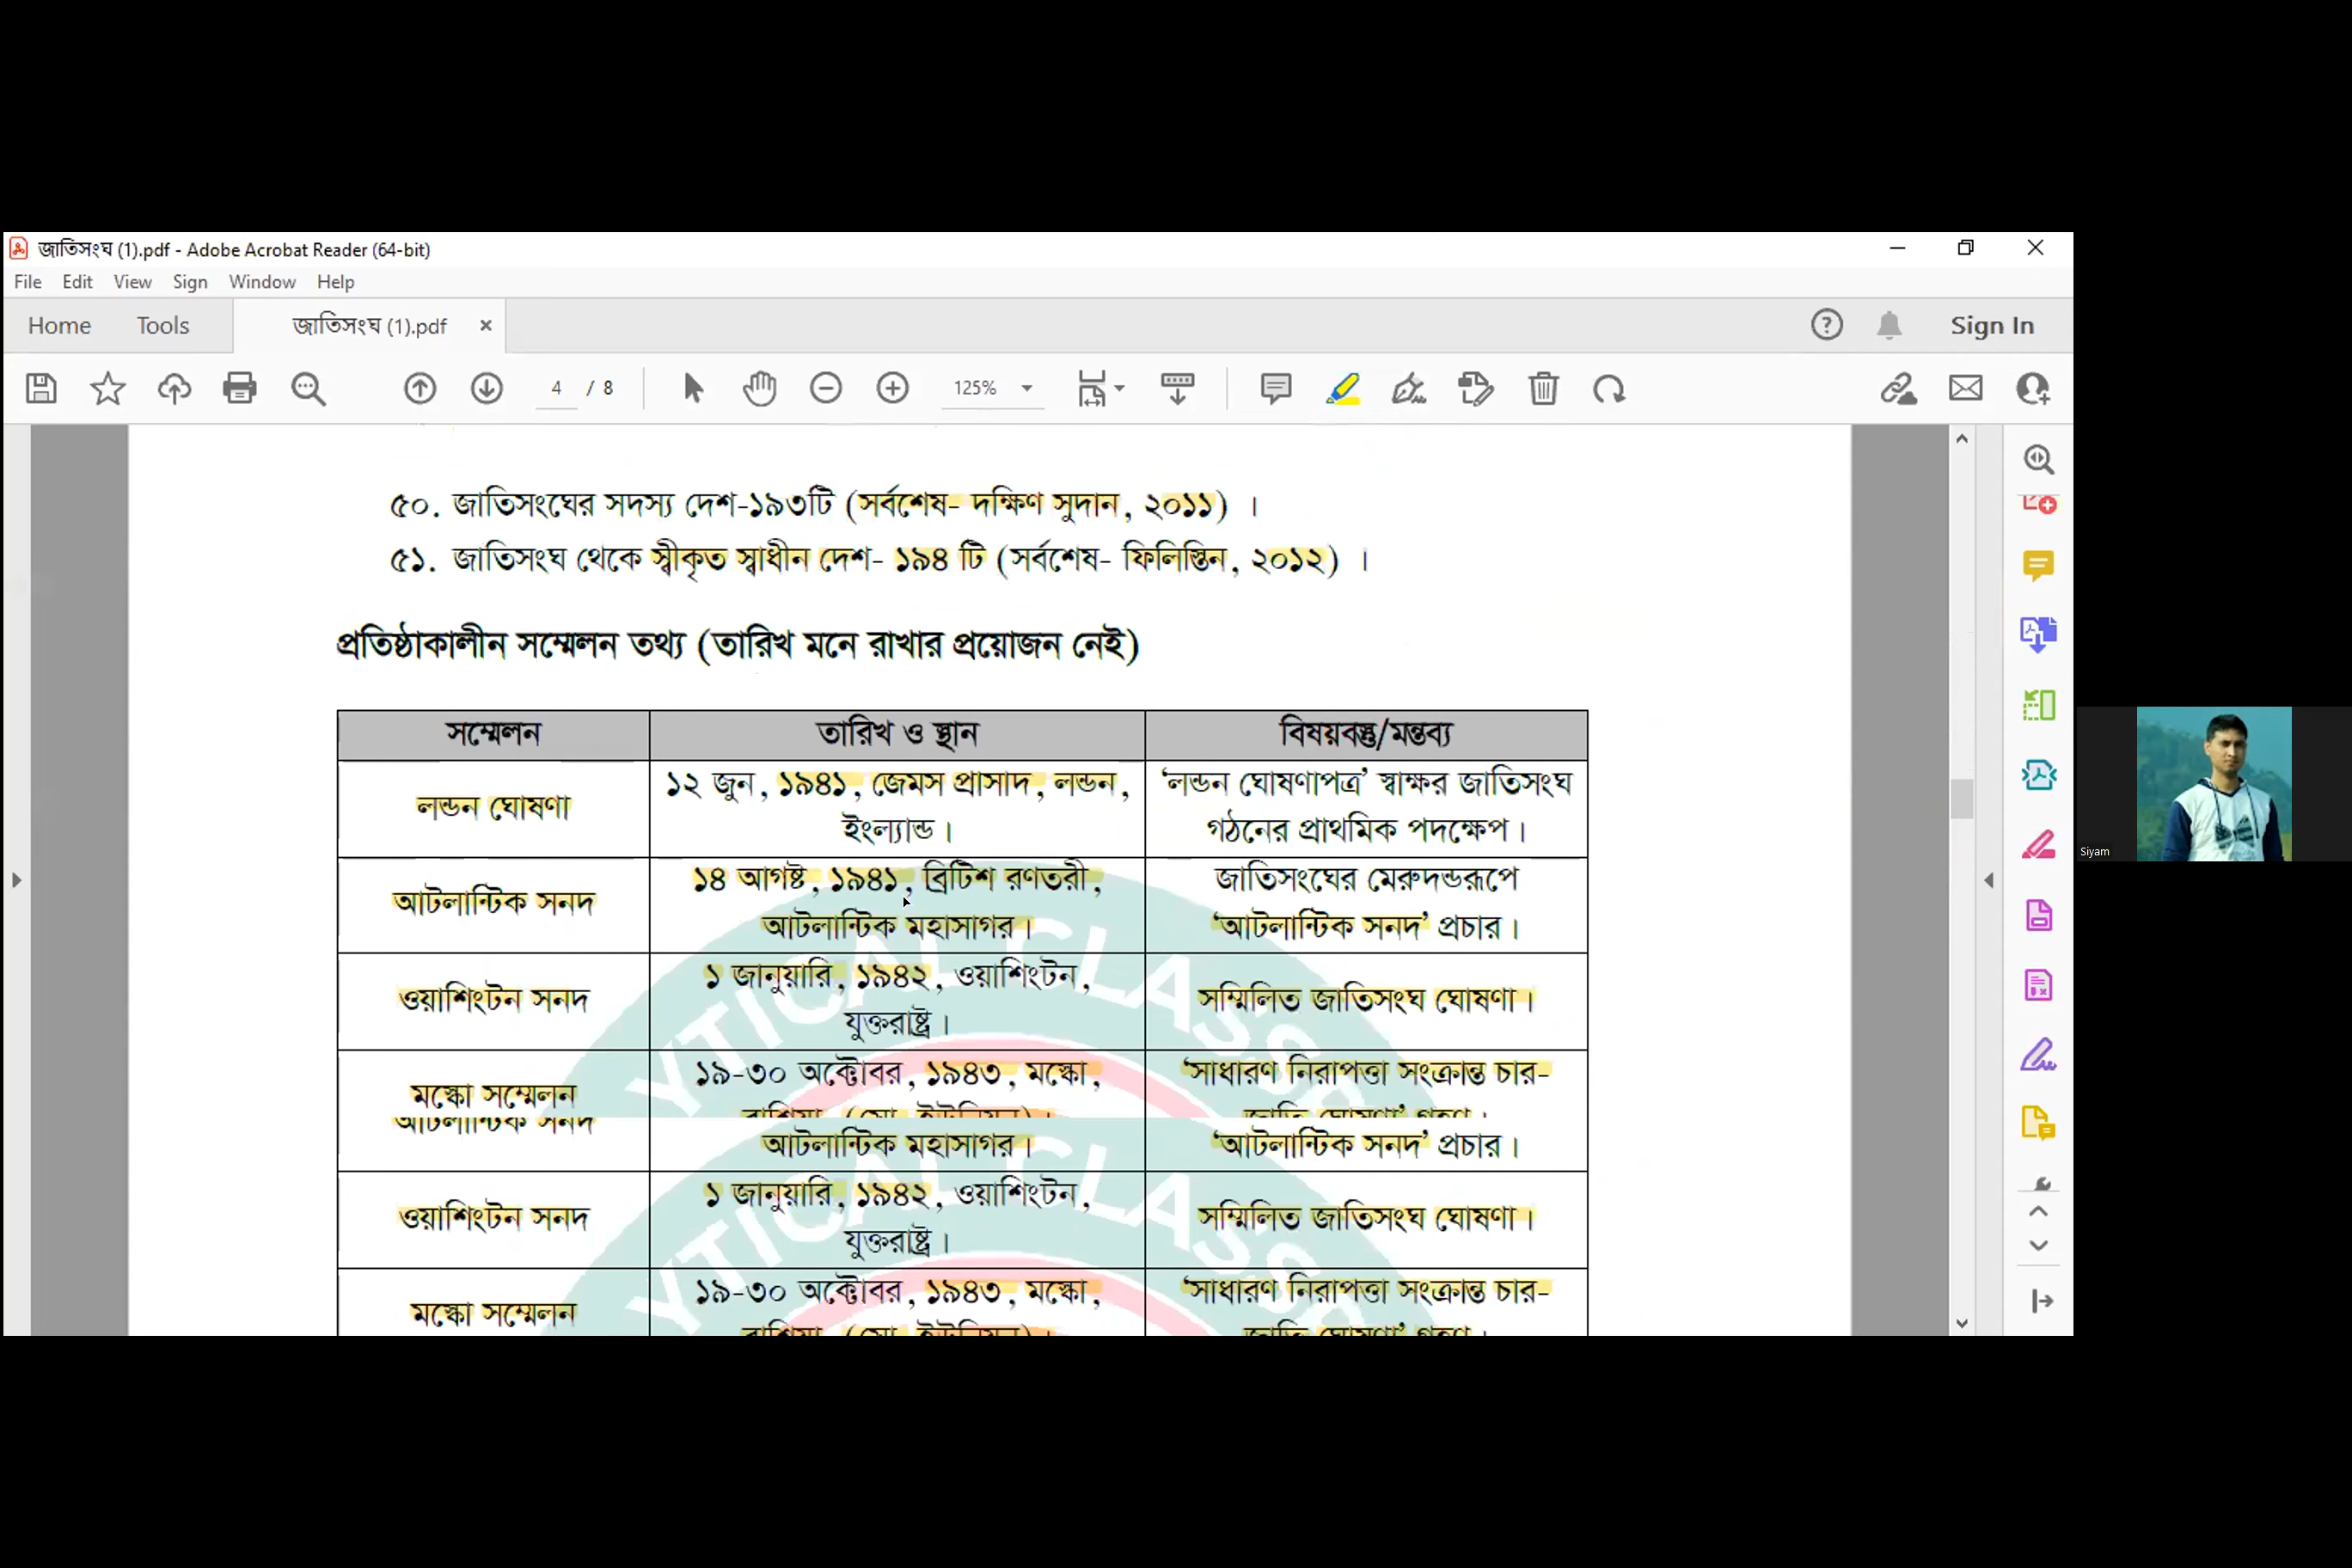 জাতিসংঘ (1).pdf - Adobe Acrobat Reader (64-bit)
File Edit View Sign Window Help
Home Tools জাতিসংঘ (1).pdf × Sign In
4 / 8 125%
৫০. জাতিসংঘের সদস্য দেশ-১৯৩টি (সর্বশেষ- দক্ষিণ সুদান, ২০১১) ।
৫১. জাতিসংঘ থেকে স্বীকৃত স্বাধীন দেশ- ১৯৪ টি (সর্বশেষ- ফিলিস্তিন, ২০১২) ।
প্রতিষ্ঠাকালীন সম্মেলন তথ্য (তারিখ মনে রাখার প্রয়োজন নেই)
সম্মেলন তারিখ ও স্থান বিষয়বস্তু/মন্তব্য
লন্ডন ঘোষণা
১২ জুন, ১৯৪১, জেমস প্রাসাদ, লন্ডন,
ইংল্যান্ড।
‘লন্ডন ঘোষণাপত্র’ স্বাক্ষর জাতিসংঘ
গঠনের প্রাথমিক পদক্ষেপ।
আটলান্টিক সনদ
১৪ আগষ্ট, ১৯৪১, ব্রিটিশ রণতরী,
আটলান্টিক মহাসাগর।
জাতিসংঘের মেরুদন্ডরূপে
‘আটলান্টিক সনদ’ প্রচার।
ওয়াশিংটন সনদ
১ জানুয়ারি, ১৯৪২, ওয়াশিংটন,
যুক্তরাষ্ট্র।
সম্মিলিত জাতিসংঘ ঘোষণা।
মস্কো সম্মেলন
১৯-৩০ অক্টোবর, ১৯৪৩, মস্কো,
‘সাধারণ নিরাপত্তা সংক্রান্ত চার-
আটলান্টিক সনদ
আটলান্টিক মহাসাগর।
‘আটলান্টিক সনদ’ প্রচার।
ওয়াশিংটন সনদ
১ জানুয়ারি, ১৯৪২, ওয়াশিংটন,
যুক্তরাষ্ট্র।
সম্মিলিত জাতিসংঘ ঘোষণা।
মস্কো সম্মেলন
১৯-৩০ অক্টোবর, ১৯৪৩, মস্কো,
‘সাধারণ নিরাপত্তা সংক্রান্ত চার-
YTICAL CLASS
YTICAL CLASS
Siyam